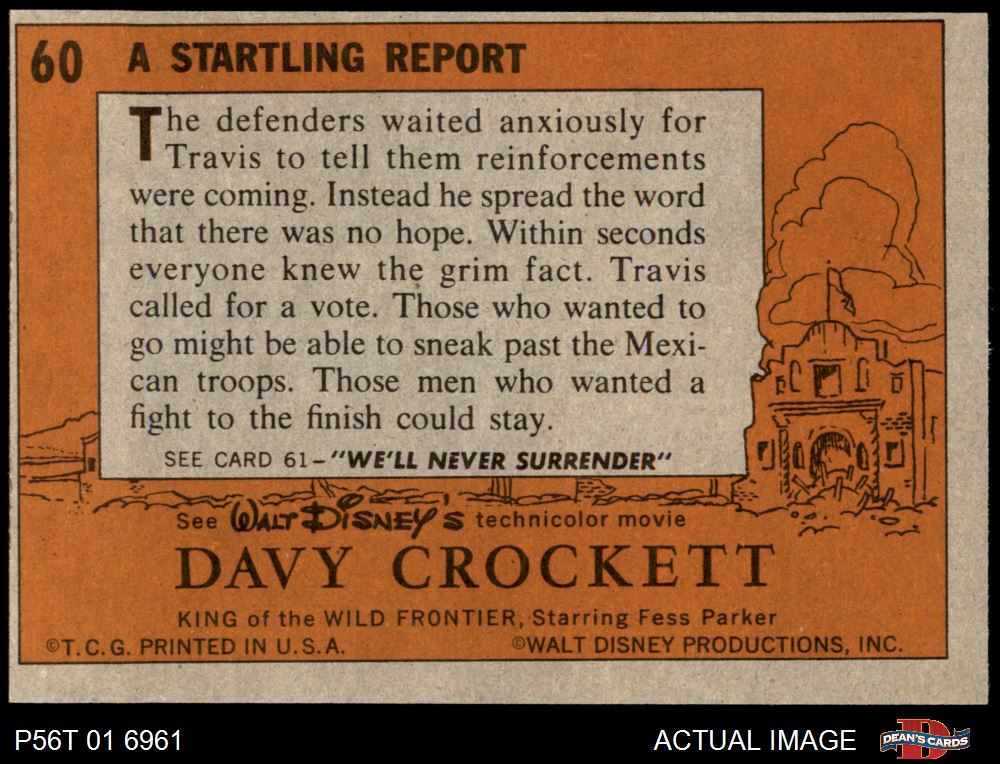 60 A STARTLING REPORT
The defenders waited anxiously for
Travis to tell them reinforcements
were coming. Instead he spread the word
that there was no hope. Within seconds
everyone knew the grim fact. Travis
called for a vote. Those who wanted to
go might be able to sneak past the Mexi-
can troops. Those men who wanted a
fight to the finish could stay.
SEE CARD 61-"WE'LL NEVER SURRENDER"
See WALT DISNEY'S technicolor movie
DAVY CROCKETT
KING of the WILD FRONTIER, Starring Fess Parker
©T.C.G. PRINTED IN U.S.A. ©WALT DISNEY PRODUCTIONS, INC.
P56T 01 6961 ACTUAL IMAGE D DEAN'S CARDS